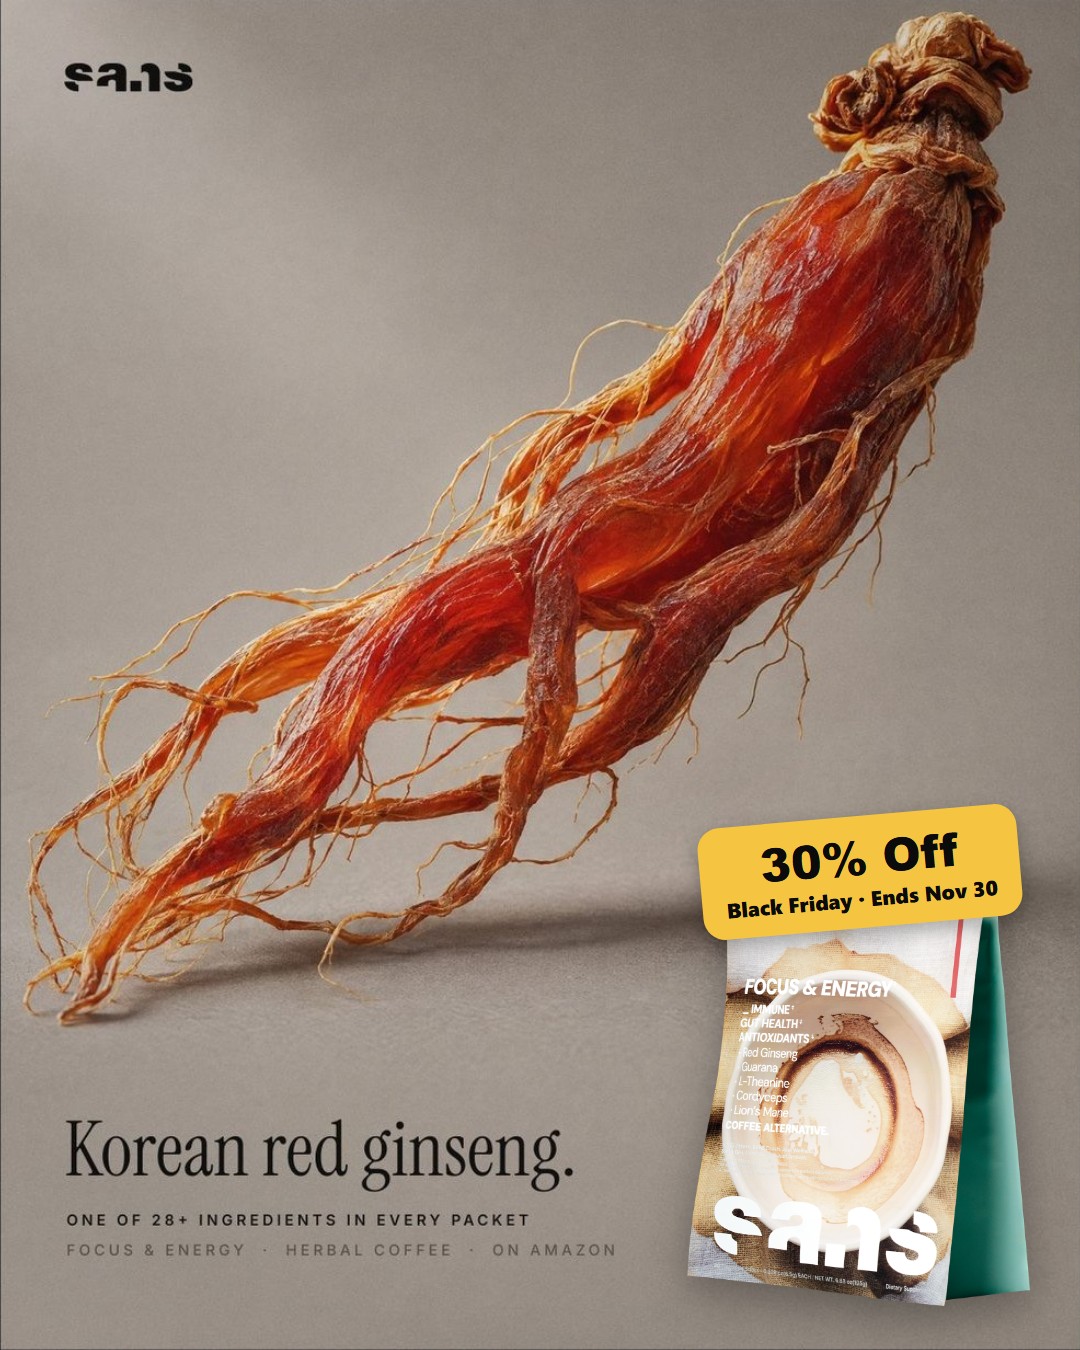 sans
30% Off
Black Friday · Ends Nov 30
FOCUS & ENERGY
_ IMMUNE
GUT HEALTH
ANTIOXIDANTS
Red Ginseng
Guarana
L-Theanine
Cordyceps
Lion's Mane
COFFEE ALTERNATIVE.
sans
Korean red ginseng.
ONE OF 28+ INGREDIENTS IN EVERY PACKET
FOCUS & ENERGY · HERBAL COFFEE · ON AMAZON